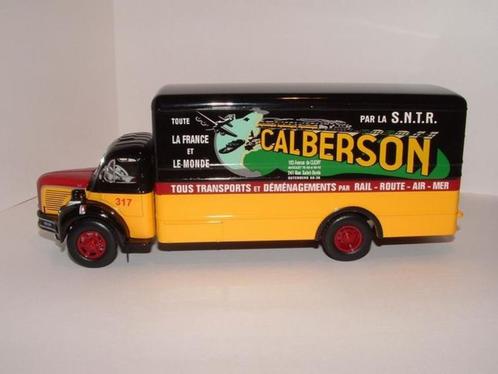 TOUTE
PAR LA S.N.T.R.
LA FRANCE
ET
LE MONDE
CALBERSON
TOUS TRANSPORTS ET DÉMÉNAGEMENTS PAR RAIL - ROUTE - AIR - MER
317